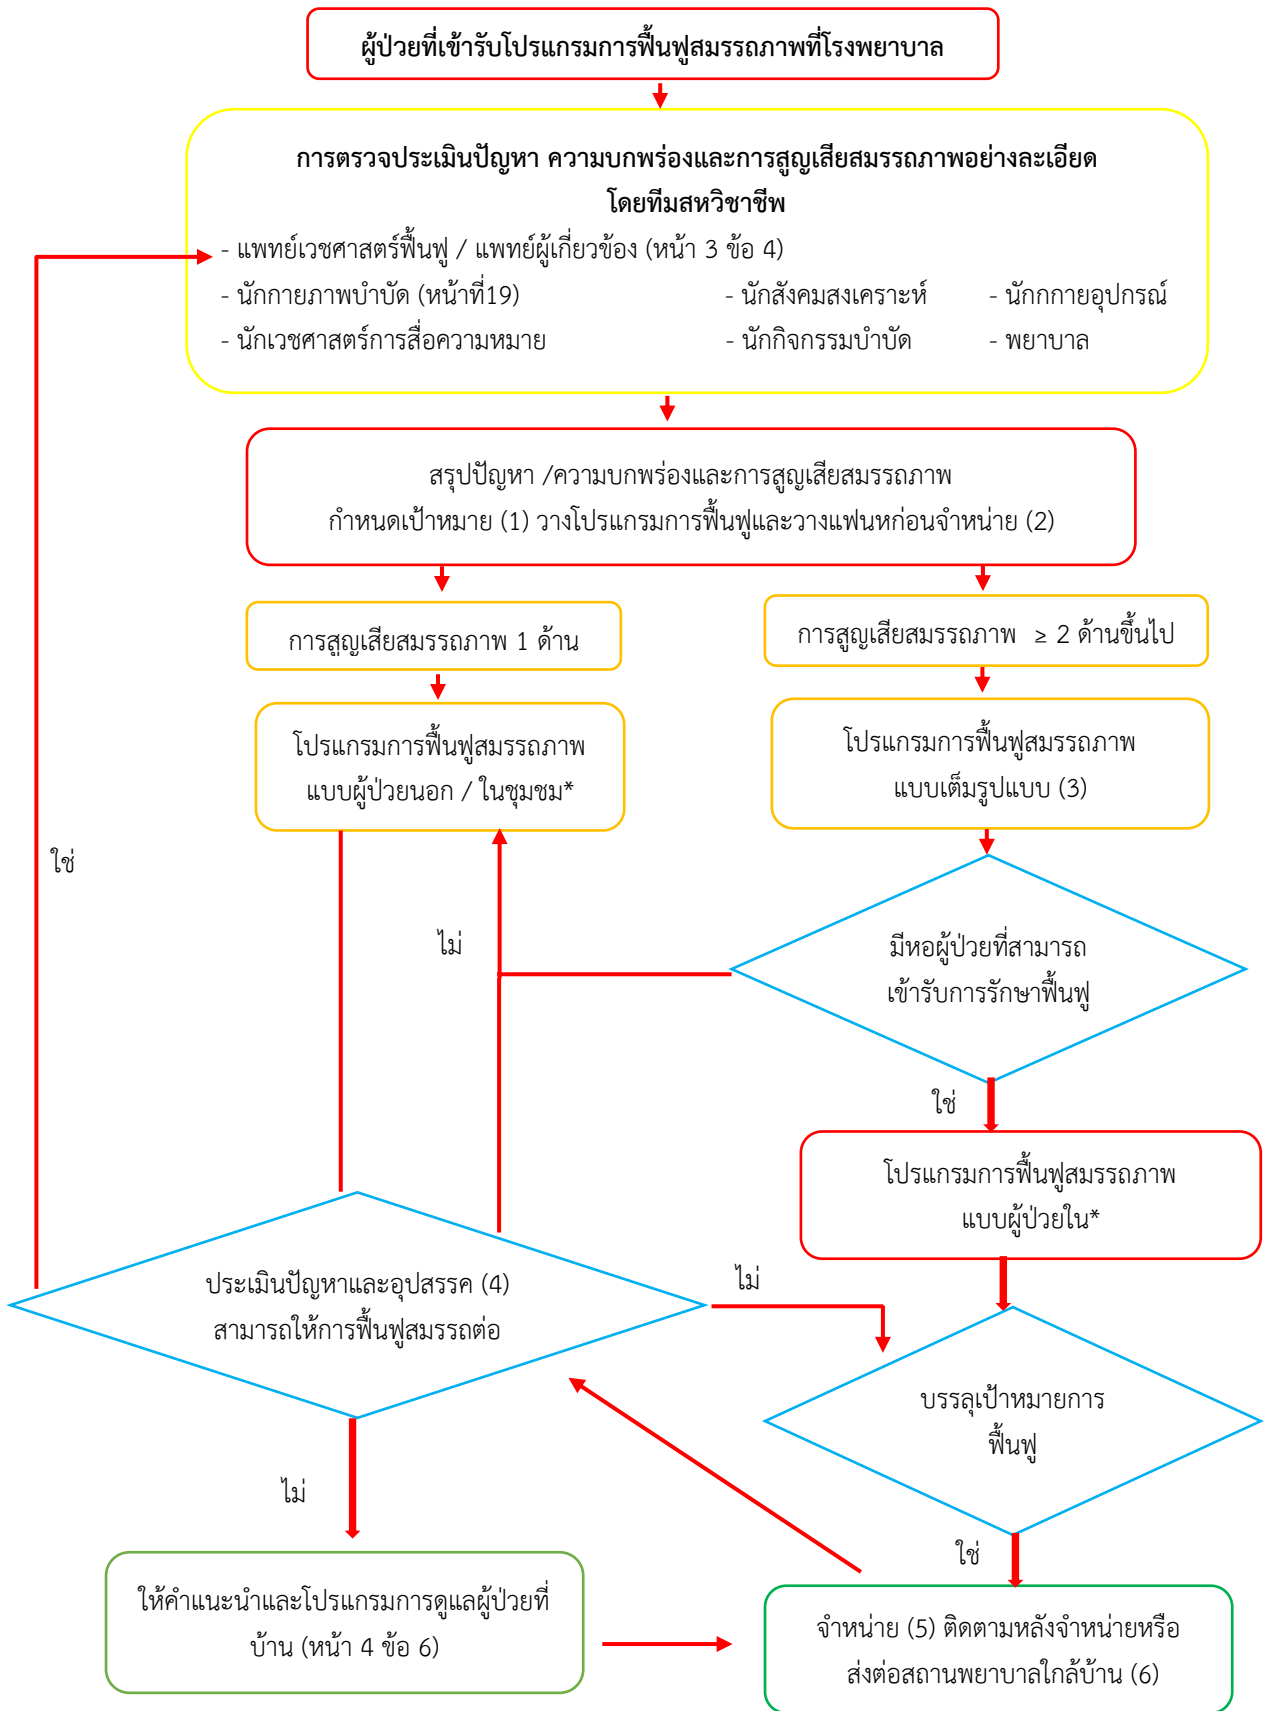 ผู้ป่วยที่เข้ารับโปรแกรมการฟื้นฟูสมรรถภาพที่โรงพยาบาล
การตรวจประเมินปัญหา ความบกพร่องและการสูญเสียสมรรถภาพอย่างละเอียด
โดยทีมสหวิชาชีพ
- แพทย์เวชศาสตร์ฟื้นฟู / แพทย์ผู้เกี่ยวข้อง (หน้า 3 ข้อ 4)
- นักกายภาพบำบัด (หน้าที่19) - นักสังคมสงเคราะห์ - นักกกายอุปกรณ์
- นักเวชศาสตร์การสื่อความหมาย - นักกิจกรรมบำบัด - พยาบาล
สรุปปัญหา /ความบกพร่องและการสูญเสียสมรรถภาพ
กำหนดเป้าหมาย (1) วางโปรแกรมการฟื้นฟูและวางแฟนหก่อนจำหน่าย (2)
การสูญเสียสมรรถภาพ 1 ด้าน
การสูญเสียสมรรถภาพ ≥ 2 ด้านขึ้นไป
โปรแกรมการฟื้นฟูสมรรถภาพ
แบบผู้ป่วยนอก / ในชุมชม*
โปรแกรมการฟื้นฟูสมรรถภาพ
แบบเต็มรูปแบบ (3)
ใช่
ไม่
มีหอผู้ป่วยที่สามารถ
เข้ารับการรักษาฟื้นฟู
ใช่
โปรแกรมการฟื้นฟูสมรรถภาพ
แบบผู้ป่วยใน*
ประเมินปัญหาและอุปสรรค (4)
สามารถให้การฟื้นฟูสมรรถต่อ
ไม่
บรรลุเป้าหมายการ
ฟื้นฟู
ไม่
ใช่
ให้คำแนะนำและโปรแกรมการดูแลผู้ป่วยที่
บ้าน (หน้า 4 ข้อ 6)
จำหน่าย (5) ติดตามหลังจำหน่ายหรือ
ส่งต่อสถานพยาบาลใกล้บ้าน (6)